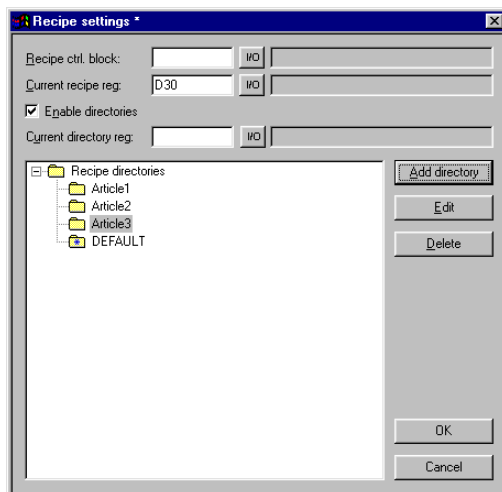 Recipe settings *
Recipe ctrl. block: I/O
Current recipe reg: D30 I/O
Enable directories
Current directory reg: I/O
Recipe directories
Add directory
Article1
Article2
Edit
Article3
DEFAULT
Delete
OK
Cancel